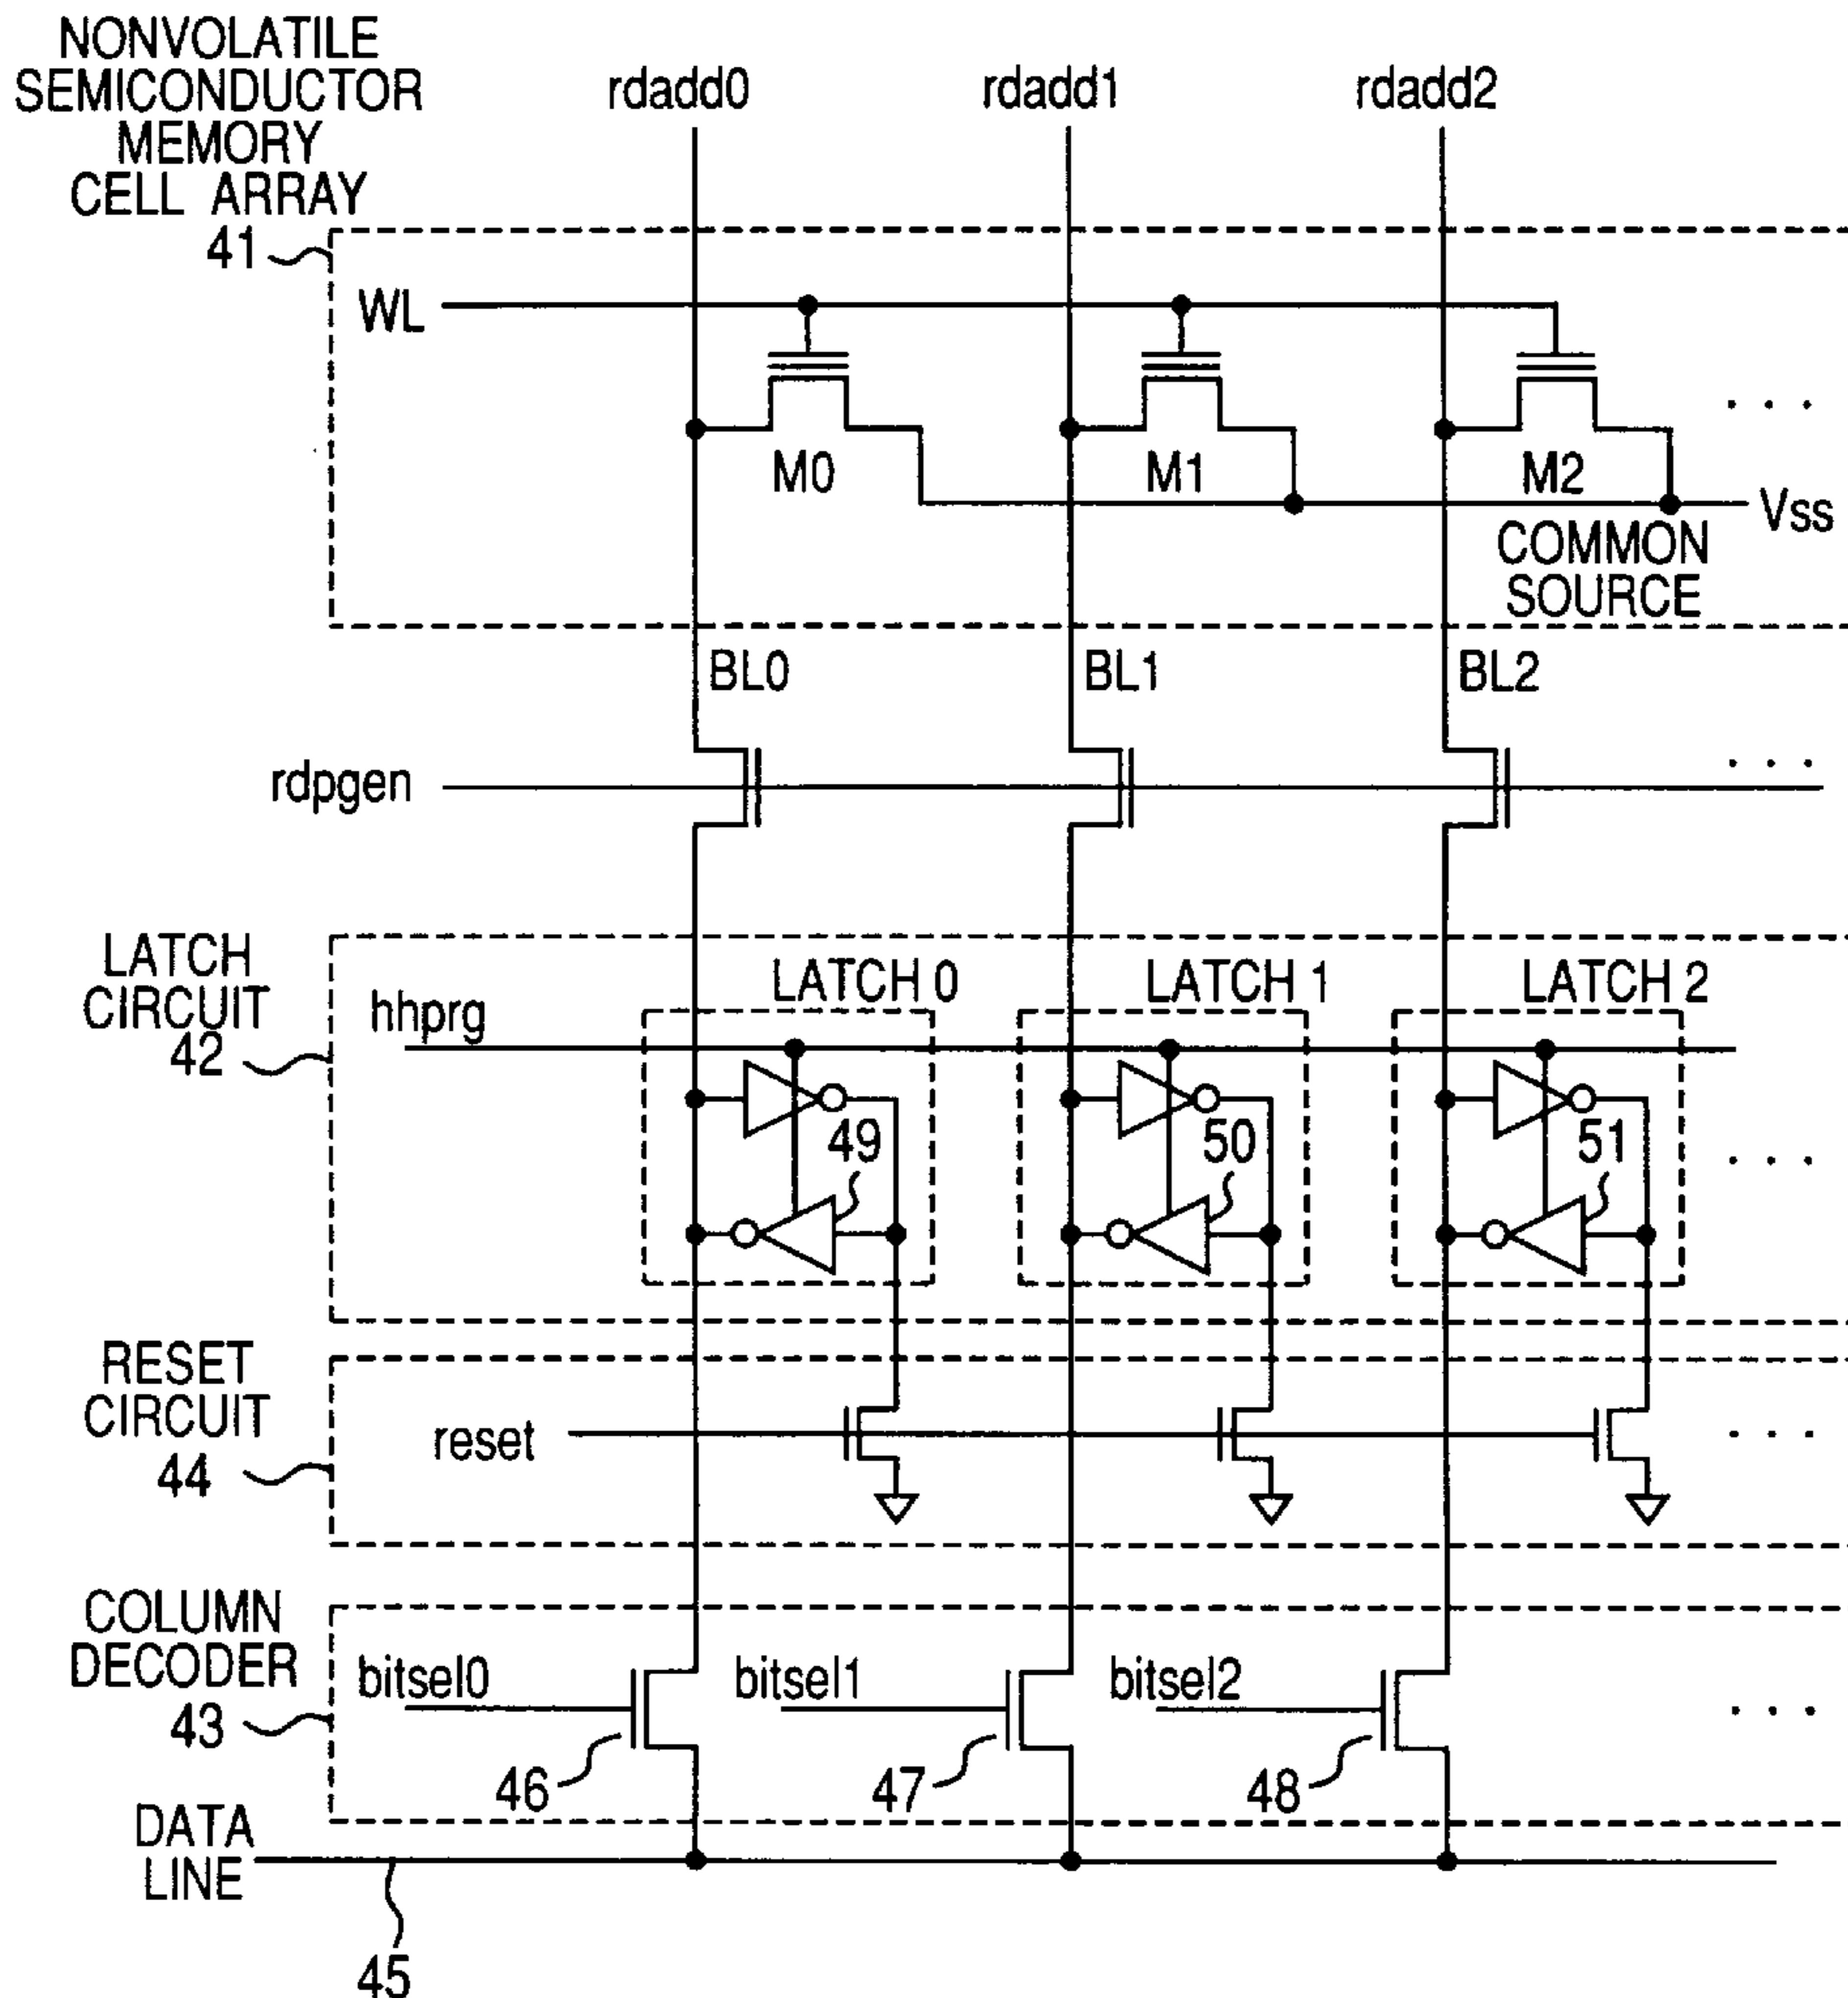 NONVOLATILE
SEMICONDUCTOR
MEMORY
CELL ARRAY
41
rdadd0
rdadd1
rdadd2
WL
M0
M1
M2
. . .
Vss
COMMON
SOURCE
BL0
BL1
BL2
rdpgen
. . .
LATCH
CIRCUIT
42
hhprg
LATCH 0
LATCH 1
LATCH 2
49
50
51
. . .
RESET
CIRCUIT
44
reset
. . .
COLUMN
DECODER
43
bitsel0
bitsel1
bitsel2
. . .
46
47
48
DATA
LINE
45